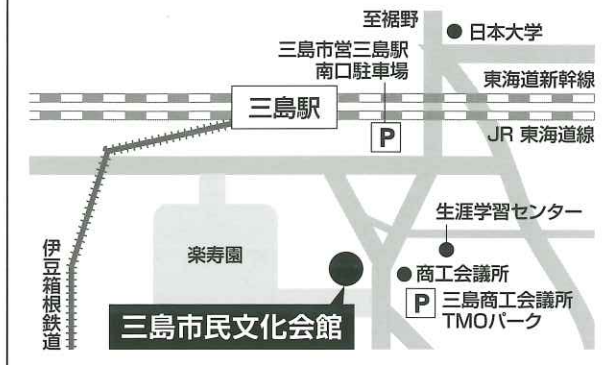 至裾野
日本大学
三島市営三島駅
南口駐車場
東海道新幹線
三島駅
P
JR 東海道線
生涯学習センター
伊豆箱根鉄道
楽寿園
商工会議所
P 三島商工会議所
TMOパーク
三島市民文化会館